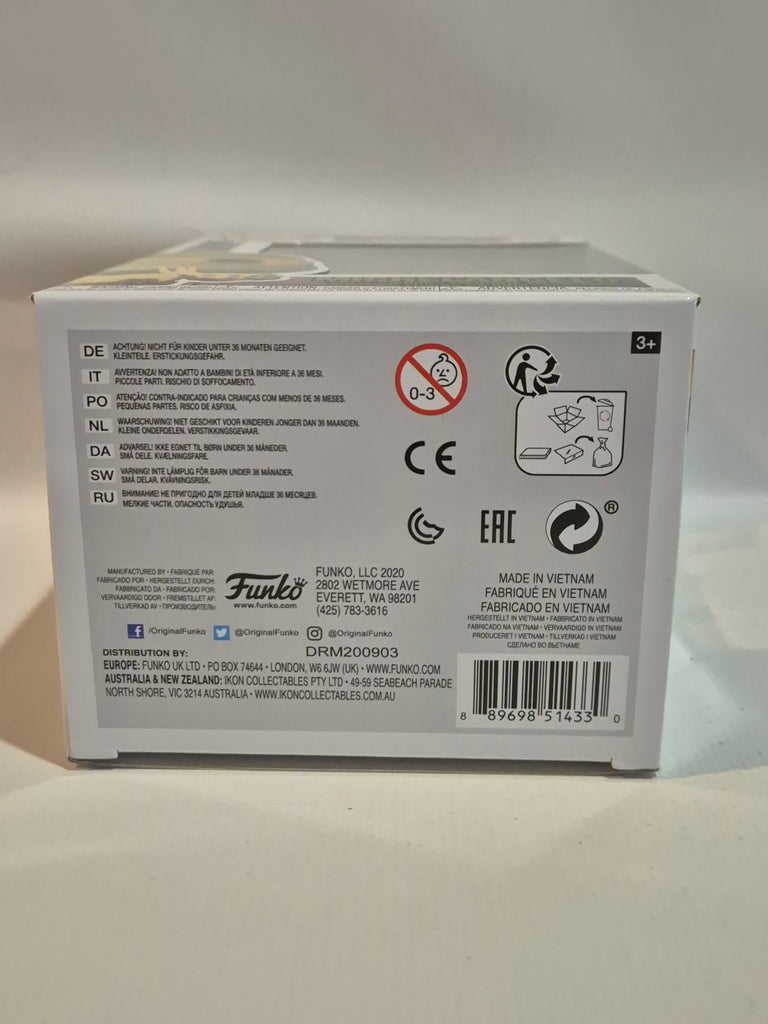 ATTENTION
ADVERTENCIA
3+
DE ACHTUNG! NICHT FÜR KINDER UNTER 36 MONATEN GEEIGNET.
KLEINTEILE. ERSTICKUNGSGEFAHR.
IT AVVERTENZA! NON ADATTO A BAMBINI DI ETÀ INFERIORE A 36 MESI.
PICCOLE PARTI. RISCHIO DI SOFFOCAMENTO.
PO ATENÇÃO! CONTRA-INDICADO PARA CRIANÇAS COM MENOS DE 36 MESES.
PEQUENAS PARTES. RISCO DE ASFIXIA.
NL WAARSCHUWING! NIET GESCHIKT VOOR KINDEREN JONGER DAN 36 MAANDEN.
KLEINE ONDERDELEN. VERSTIKKINGSGEVAAR.
DA ADVARSEL! IKKE EGNET TIL BØRN UNDER 36 MÅNEDER.
SMÅ DELE. KVÆLNINGSFARE.
SW VARNING! INTE LÄMPLIG FÖR BARN UNDER 36 MÅNADER.
SMÅ DELAR. KVÄVNINGSRISK.
RU ВНИМАНИЕ! НЕ ПРИГОДНО ДЛЯ ДЕТЕЙ МЛАДШЕ 36 МЕСЯЦЕВ.
МЕЛКИЕ ЧАСТИ. ОПАСНОСТЬ УДУШЬЯ.
0-3
CE
EAC
®
MANUFACTURED BY • FABRIQUÉ PAR:
FABRICADO POR • HERGESTELLT DURCH:
FABBRICATO DA • FABRICADO POR:
VERVAARDIGD DOOR • FREMSTILLET AF:
TILLVERKAD AV • ПРОИЗВОДИТЕЛЬ:
Funko
www.funko.com
FUNKO, LLC 2020
2802 WETMORE AVE
EVERETT, WA 98201
(425) 783-3616
f /OriginalFunko @OriginalFunko @OriginalFunko
DRM200903
DISTRIBUTION BY:
EUROPE: FUNKO UK LTD • PO BOX 74644 • LONDON, W6 6JW (UK) • WWW.FUNKO.COM
AUSTRALIA & NEW ZEALAND: IKON COLLECTABLES PTY LTD • 49-59 SEABEACH PARADE
NORTH SHORE, VIC 3214 AUSTRALIA • WWW.IKONCOLLECTABLES.COM.AU
MADE IN VIETNAM
FABRIQUÉ EN VIETNAM
FABRICADO EN VIETNAM
HERGESTELLT IN VIETNAM • FABBRICATO IN VIETNAM
FABRICADO NA VIETNAM • VERVAARDIGD IN VIETNAM
PRODUCERET I VIETNAM • TILLVERKAD I VIETNAM
СДЕЛАНО ВО ВЬЕТНАМЕ
8 89698 51433 0